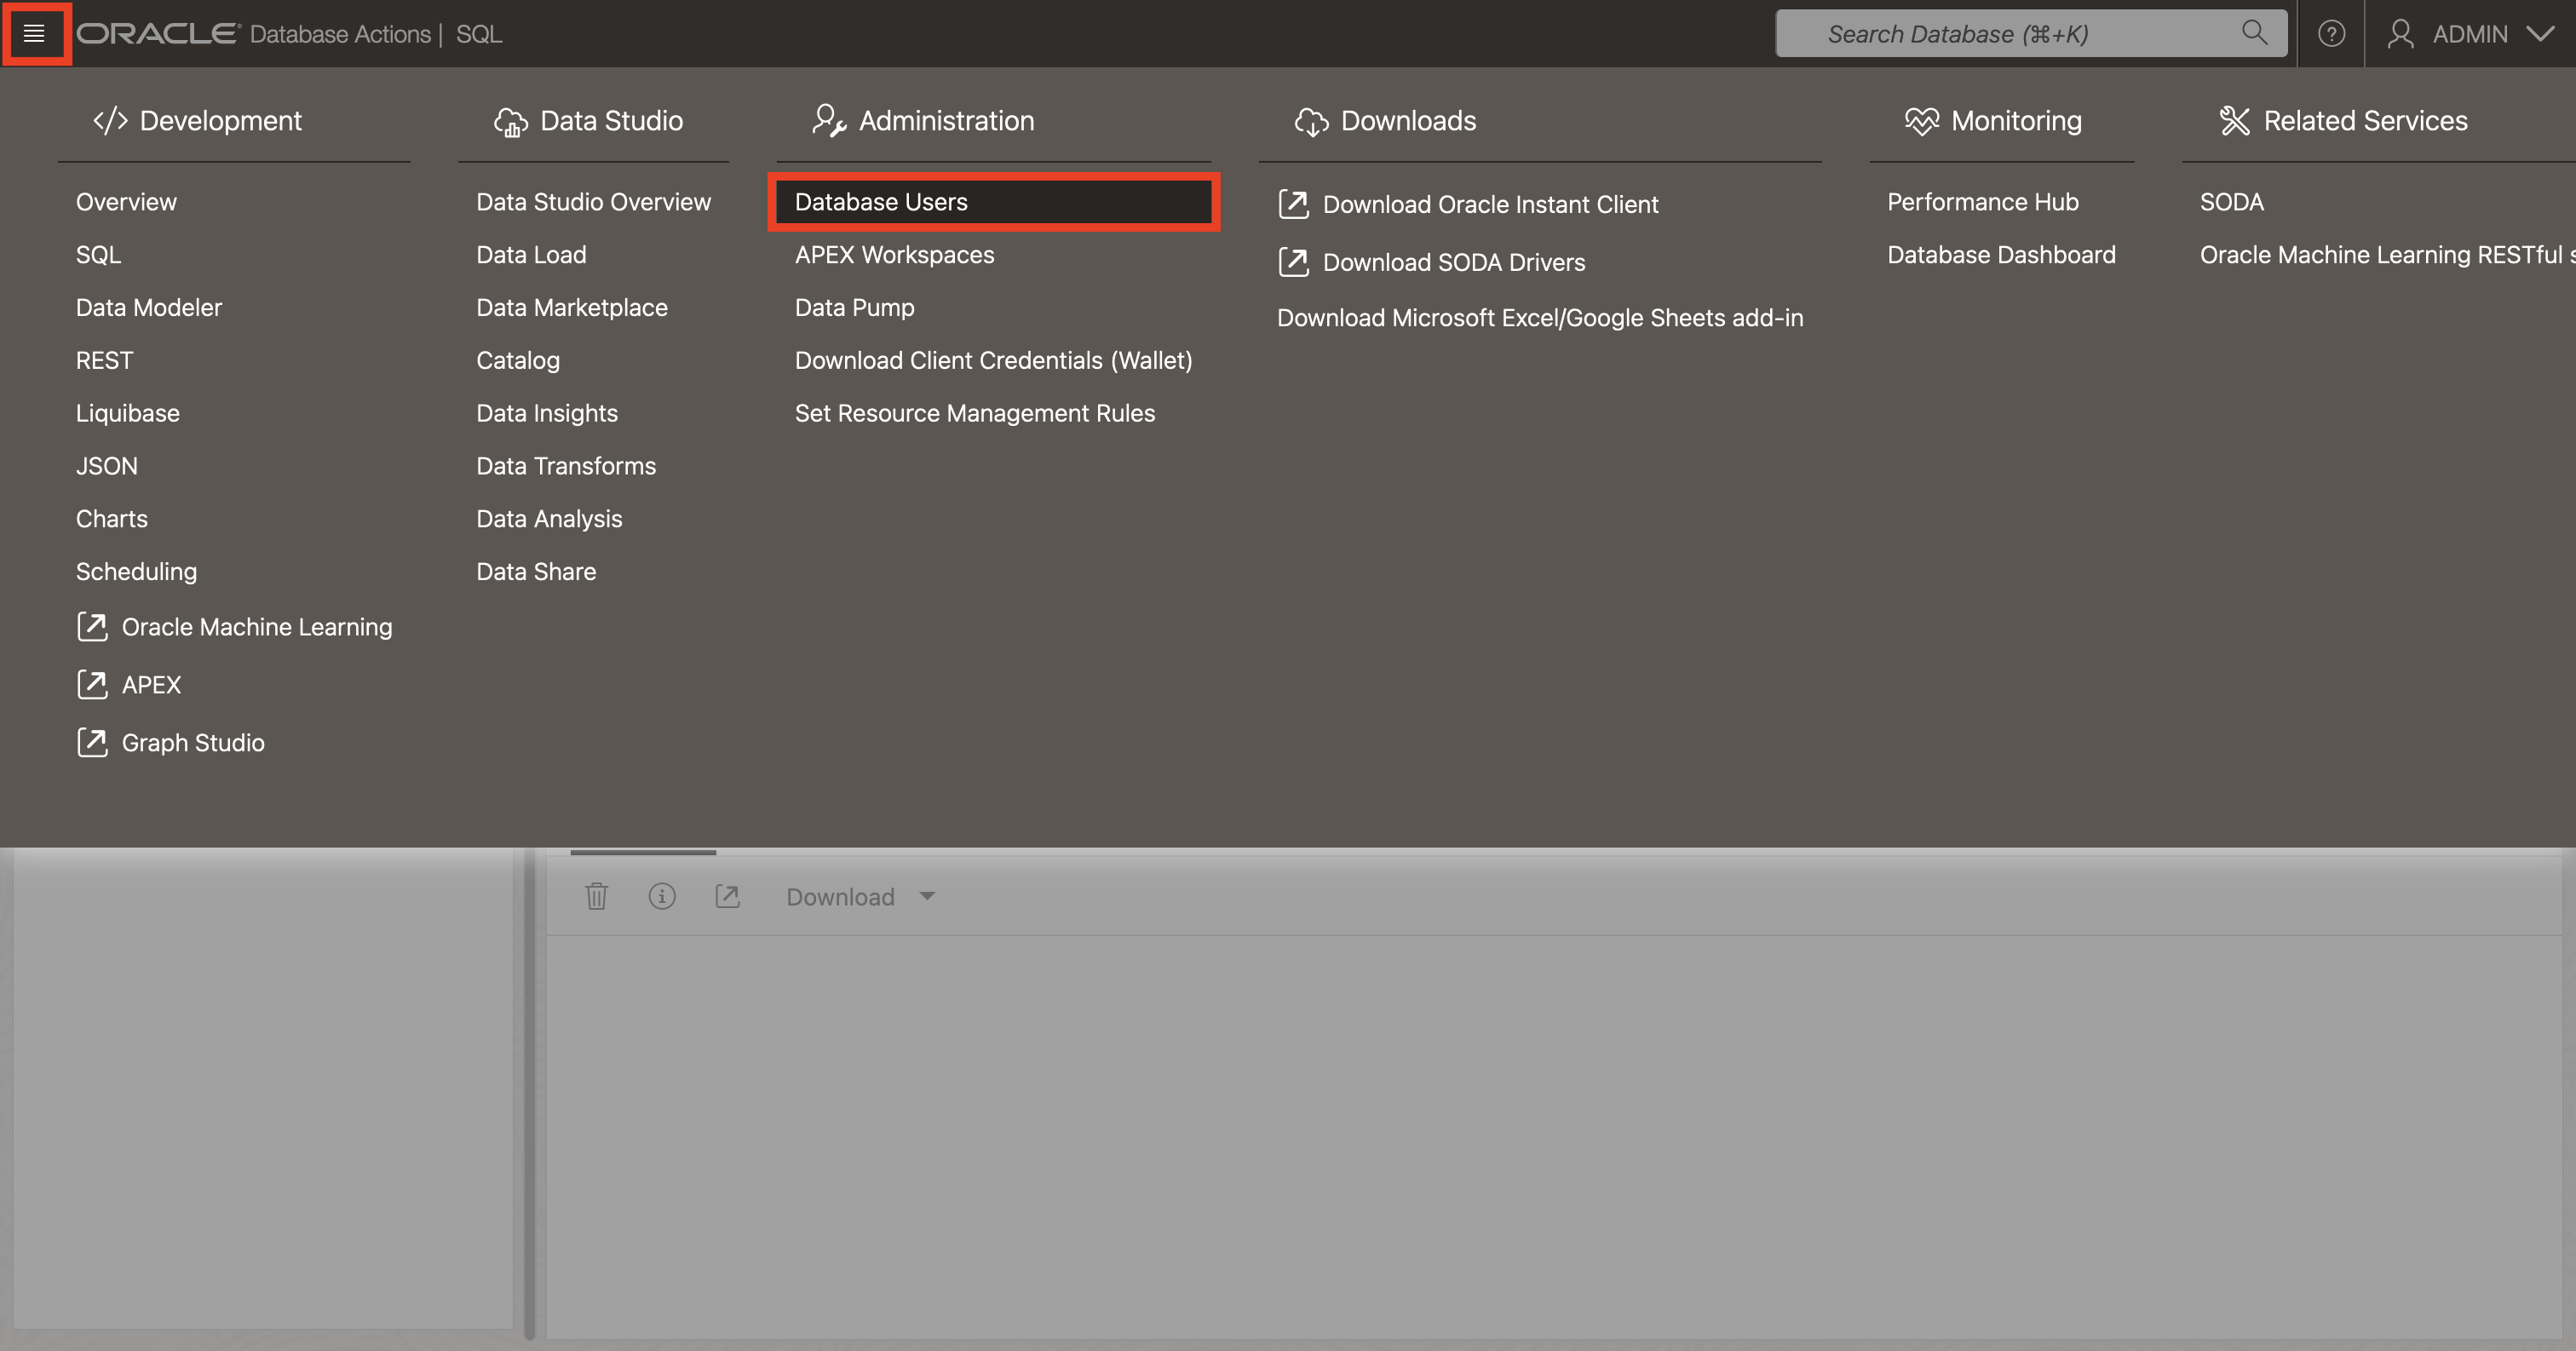 ORACLE Database Actions | SQL
Search Database (⌘+K)
ADMIN
Development
Overview
SQL
Data Modeler
REST
Liquibase
JSON
Charts
Scheduling
Oracle Machine Learning
APEX
Graph Studio
Data Studio
Data Studio Overview
Data Load
Data Marketplace
Catalog
Data Insights
Data Transforms
Data Analysis
Data Share
Administration
Database Users
APEX Workspaces
Data Pump
Download Client Credentials (Wallet)
Set Resource Management Rules
Downloads
Download Oracle Instant Client
Download SODA Drivers
Download Microsoft Excel/Google Sheets add-in
Monitoring
Performance Hub
Database Dashboard
Related Services
SODA
Oracle Machine Learning RESTful
Download